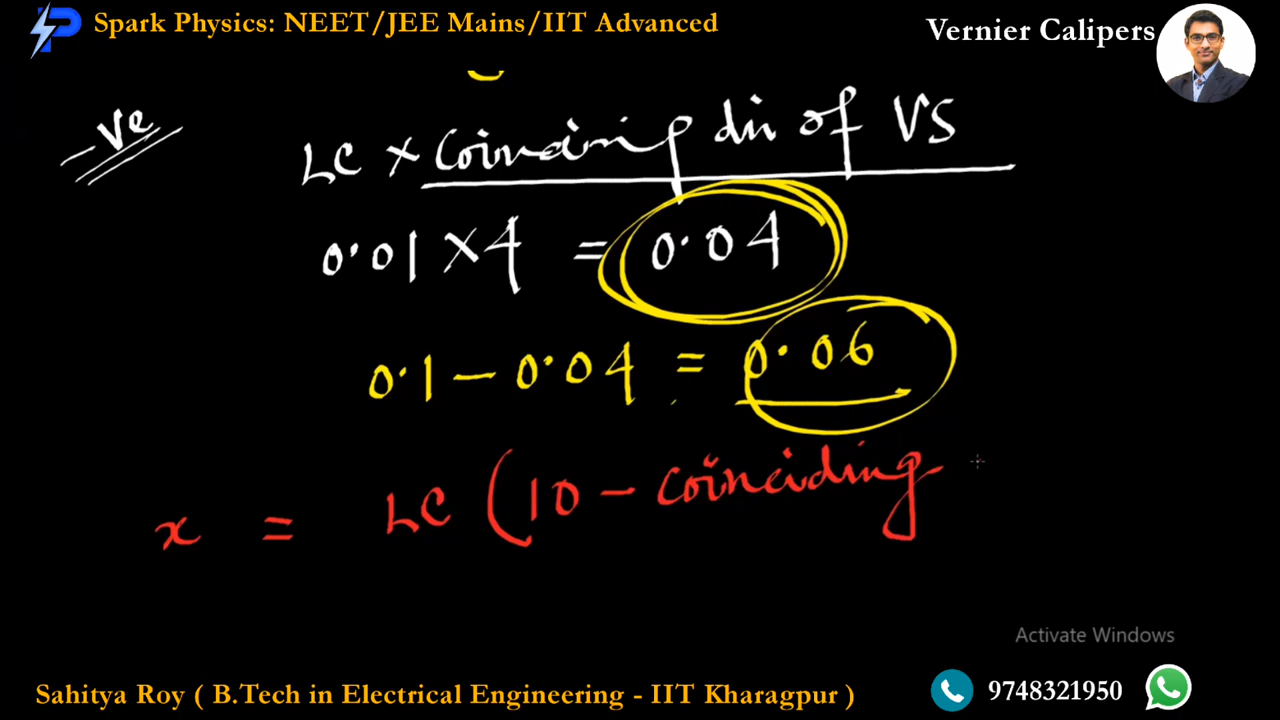 Spark Physics: NEET/JEE Mains/IIT Advanced
Vernier Calipers
-ve
LC × Coinciding div of VS
0.01 × 4 = 0.04
0.1 - 0.04 = 0.06
x = LC (10 - coinciding
Activate Windows
Sahitya Roy ( B.Tech in Electrical Engineering - IIT Kharagpur )
9748321950